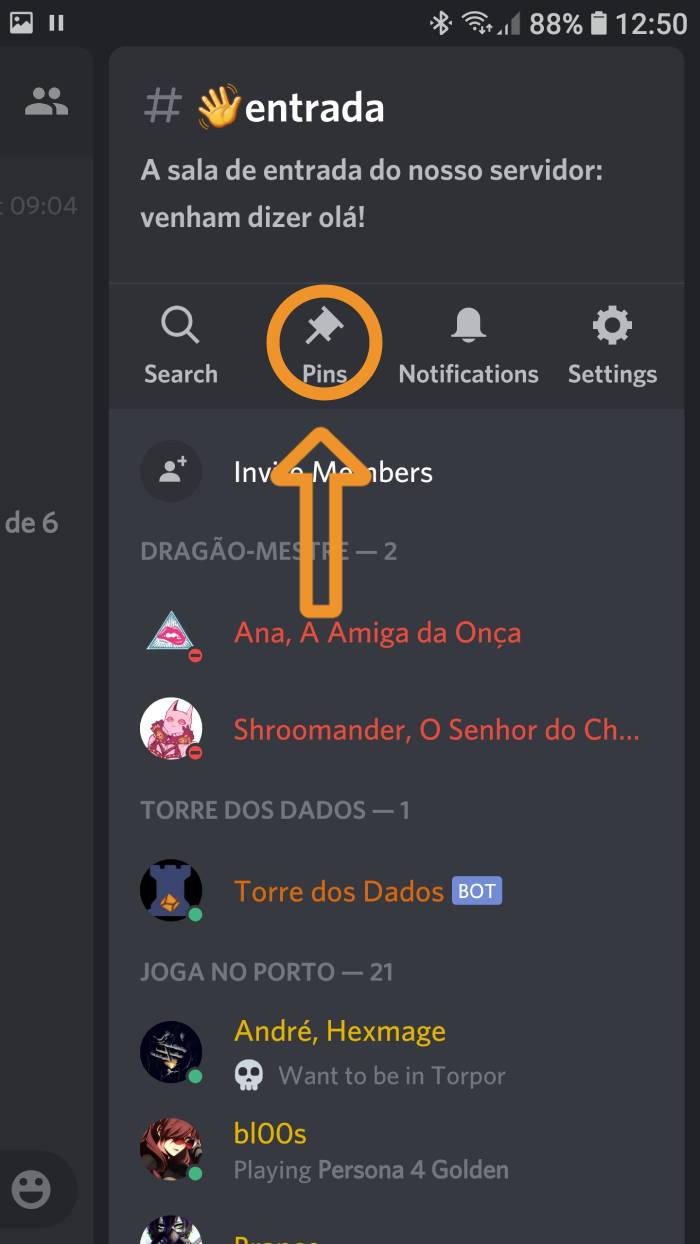 88% 12:50
# 👋entrada
A sala de entrada do nosso servidor:
venham dizer olá!
09:04
Search Pins Notifications Settings
Invite Members
de 6
DRAGÃO-MESTRE — 2
Ana, A Amiga da Onça
Shroomander, O Senhor do Ch...
TORRE DOS DADOS — 1
Torre dos Dados BOT
JOGA NO PORTO — 21
André, Hexmage
💀 Want to be in Torpor
bl00s
Playing Persona 4 Golden